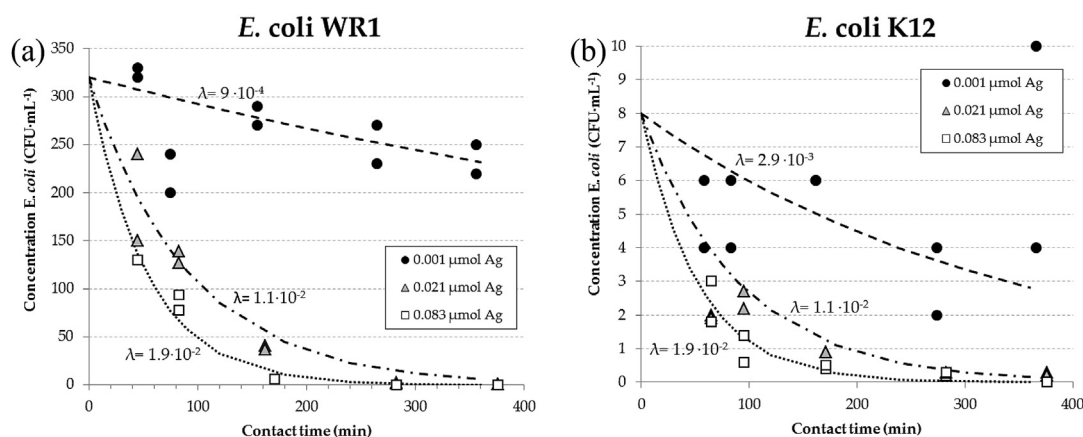 E. coli WR1
(a)
350
300
250
200
150
100
50
0
Concentration E. coli (CFU·mL⁻¹)
λ= 9 ·10⁻⁴
λ=1.1·10⁻²
λ= 1.9·10⁻²
0.001 µmol Ag
0.021 µmol Ag
0.083 µmol Ag
0 100 200 300 400
Contact time (min)
E. coli K12
(b)
10
9
8
7
6
5
4
3
2
1
0
Concentration E. coli (CFU·mL⁻¹)
0.001 µmol Ag
0.021 µmol Ag
0.083 µmol Ag
λ= 2.9 ·10⁻³
λ= 1.1 ·10⁻²
λ= 1.9 ·10⁻²
0 100 200 300 400
Contact time (min)